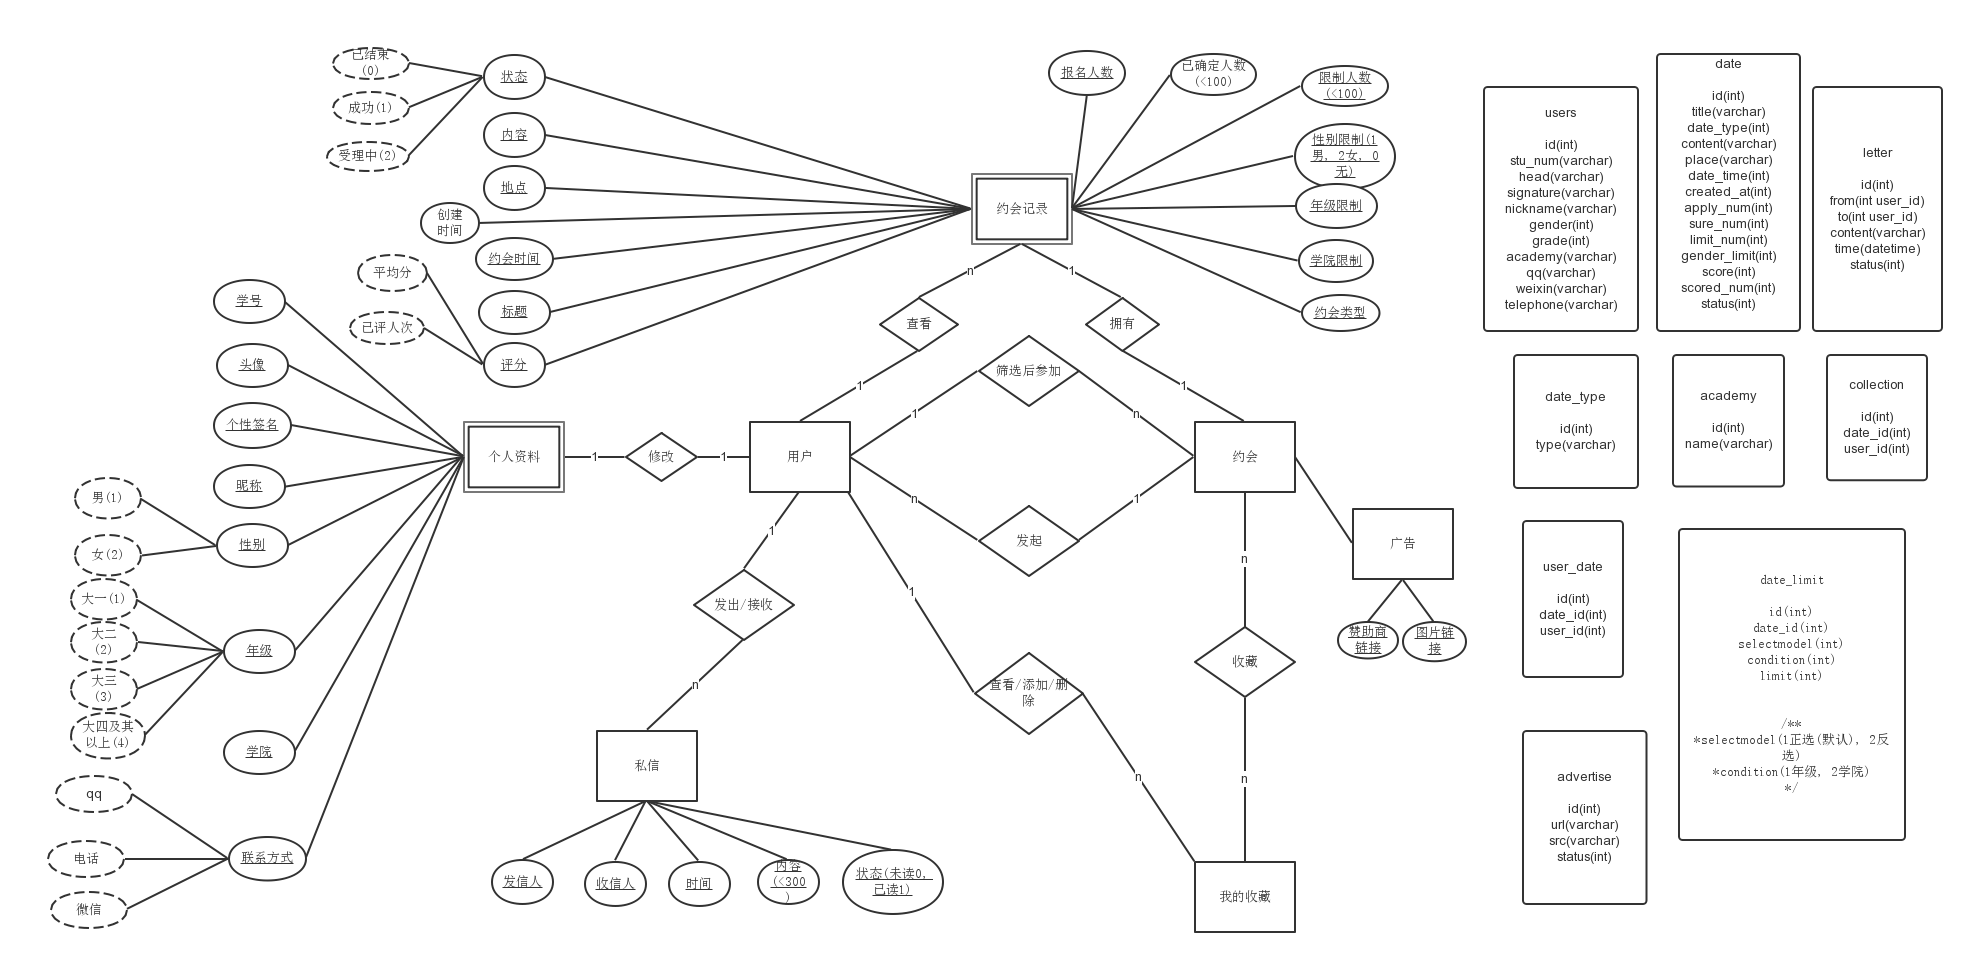 已结束
(0)
成功(1)
受理中(2)
状态
内容
地点
创建
时间
约会时间
标题
评分
平均分
已评人次
报名人数
已确定人数
(<100)
限制人数
(<100)
性别限制(1
男, 2女, 0
无)
年级限制
学院限制
约会类型
约会记录
n
1
查看
拥有
1
1
筛选后参加
1
n
学号
头像
个性签名
昵称
性别
年级
学院
联系方式
男(1)
女(2)
大一(1)
大二
(2)
大三
(3)
大四及其
以上(4)
qq
电话
微信
个人资料
1
修改
1
用户
约会
n
发起
1
1
发出/接收
n
私信
发信人
收信人
时间
内容
(<300
)
状态(未读0,
已读1)
1
查看/添加/删
除
n
n
收藏
n
我的收藏
广告
赞助商
链接
图片链
接
users
id(int)
stu_num(varchar)
head(varchar)
signature(varchar)
nickname(varchar)
gender(int)
grade(int)
academy(varchar)
qq(varchar)
weixin(varchar)
telephone(varchar)
date
id(int)
title(varchar)
date_type(int)
content(varchar)
place(varchar)
date_time(int)
created_at(int)
apply_num(int)
sure_num(int)
limit_num(int)
gender_limit(int)
score(int)
scored_num(int)
status(int)
letter
id(int)
from(int user_id)
to(int user_id)
content(varchar)
time(datetime)
status(int)
date_type
id(int)
type(varchar)
academy
id(int)
name(varchar)
collection
id(int)
date_id(int)
user_id(int)
user_date
id(int)
date_id(int)
user_id(int)
date_limit
id(int)
date_id(int)
selectmodel(int)
condition(int)
limit(int)
/**
*selectmodel(1正选(默认), 2反
选)
*condition(1年级, 2学院)
*/
advertise
id(int)
url(varchar)
src(varchar)
status(int)